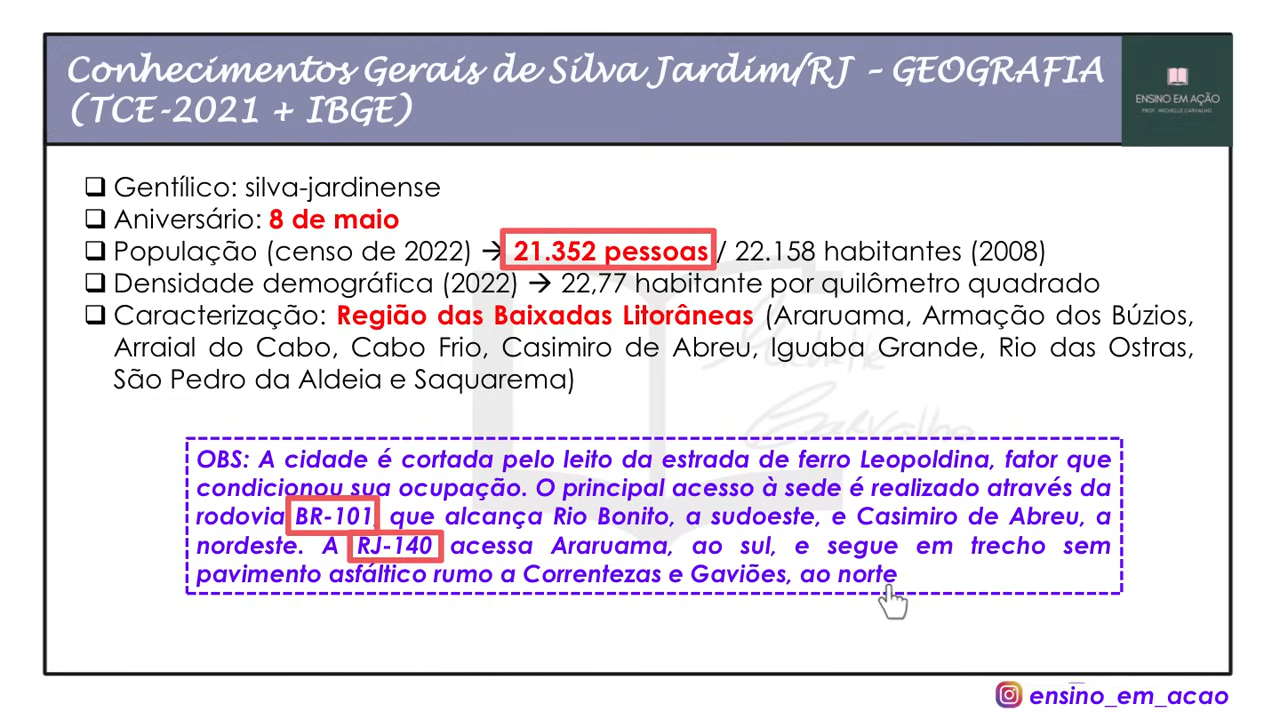 Conhecimentos Gerais de Silva Jardim/RJ – GEOGRAFIA
(TCE-2021 + IBGE)
ENSINO EM AÇÃO
PROF. MICHELLE CARVALHO
❑ Gentílico: silva-jardinense
❑ Aniversário: 8 de maio
❑ População (censo de 2022) → 21.352 pessoas / 22.158 habitantes (2008)
❑ Densidade demográfica (2022) → 22,77 habitante por quilômetro quadrado
❑ Caracterização: Região das Baixadas Litorâneas (Araruama, Armação dos Búzios,
Arraial do Cabo, Cabo Frio, Casimiro de Abreu, Iguaba Grande, Rio das Ostras,
São Pedro da Aldeia e Saquarema)
Carvalho
OBS: A cidade é cortada pelo leito da estrada de ferro Leopoldina, fator que
condicionou sua ocupação. O principal acesso à sede é realizado através da
rodovia BR-101, que alcança Rio Bonito, a sudoeste, e Casimiro de Abreu, a
nordeste. A RJ-140 acessa Araruama, ao sul, e segue em trecho sem
pavimento asfáltico rumo a Correntezas e Gaviões, ao norte
ensino_em_acao